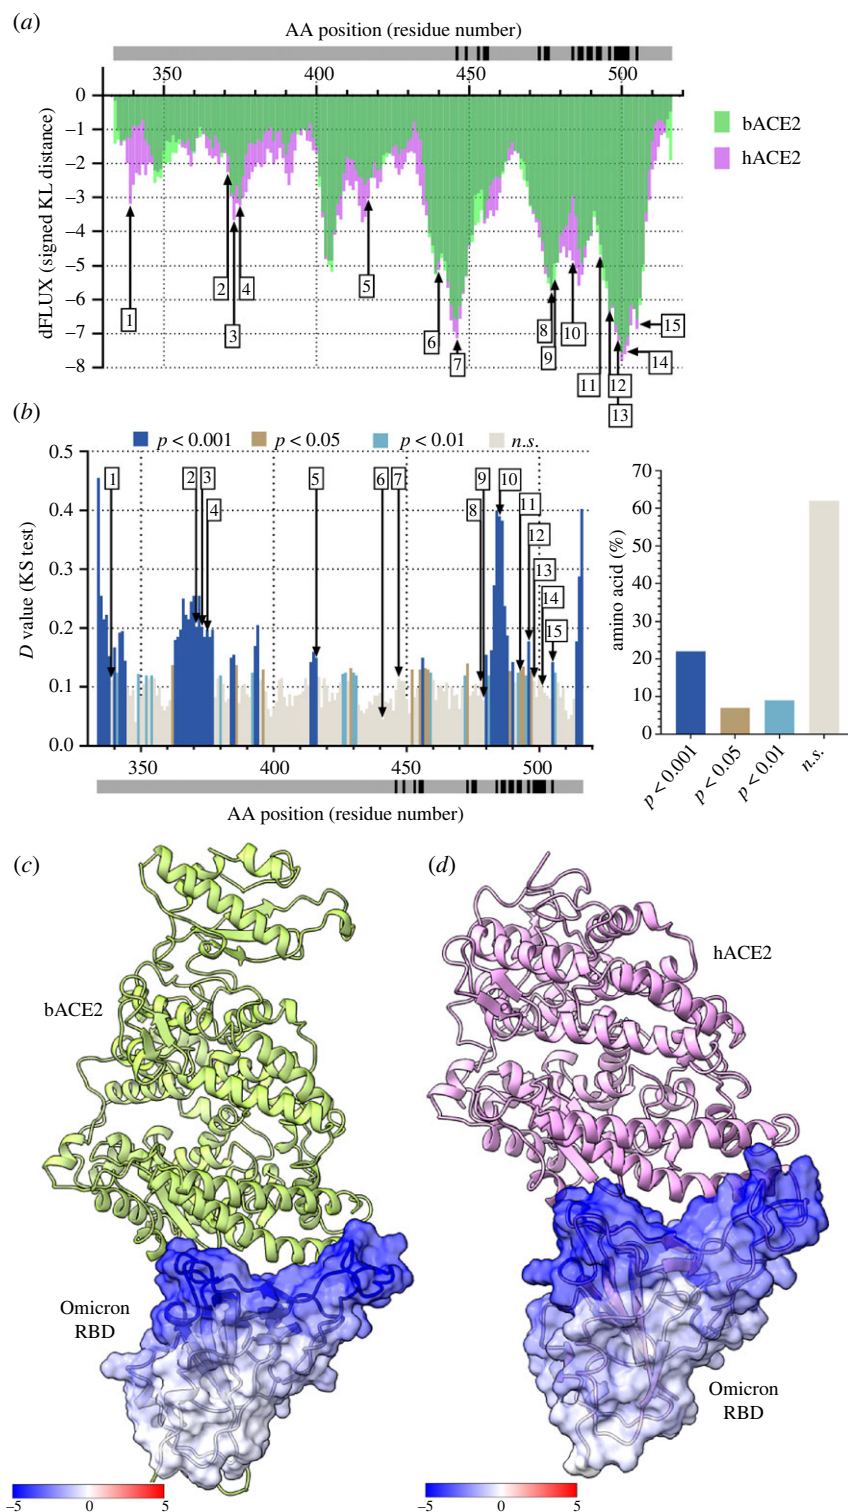 (a)
AA position (residue number)
350 400 450 500
0
−1
−2
−3
−4
−5
−6
−7
−8
dFLUX (signed KL distance)
bACE2
hACE2
1
2
3
4
5
6
7
8
9
10
11
12
13
14
15
(b)
p < 0.001 p < 0.05 p < 0.01 n.s.
0.5
0.4
0.3
0.2
0.1
0.0
D value (KS test)
1
2
3
4
5
6
7
8
9
10
11
12
13
14
15
350 400 450 500
AA position (residue number)
70
60
50
40
30
20
10
0
amino acid (%)
p < 0.001
p < 0.05
p < 0.01
n.s.
(c)
bACE2
Omicron
RBD
−5 0 5
(d)
hACE2
Omicron
RBD
−5 0 5